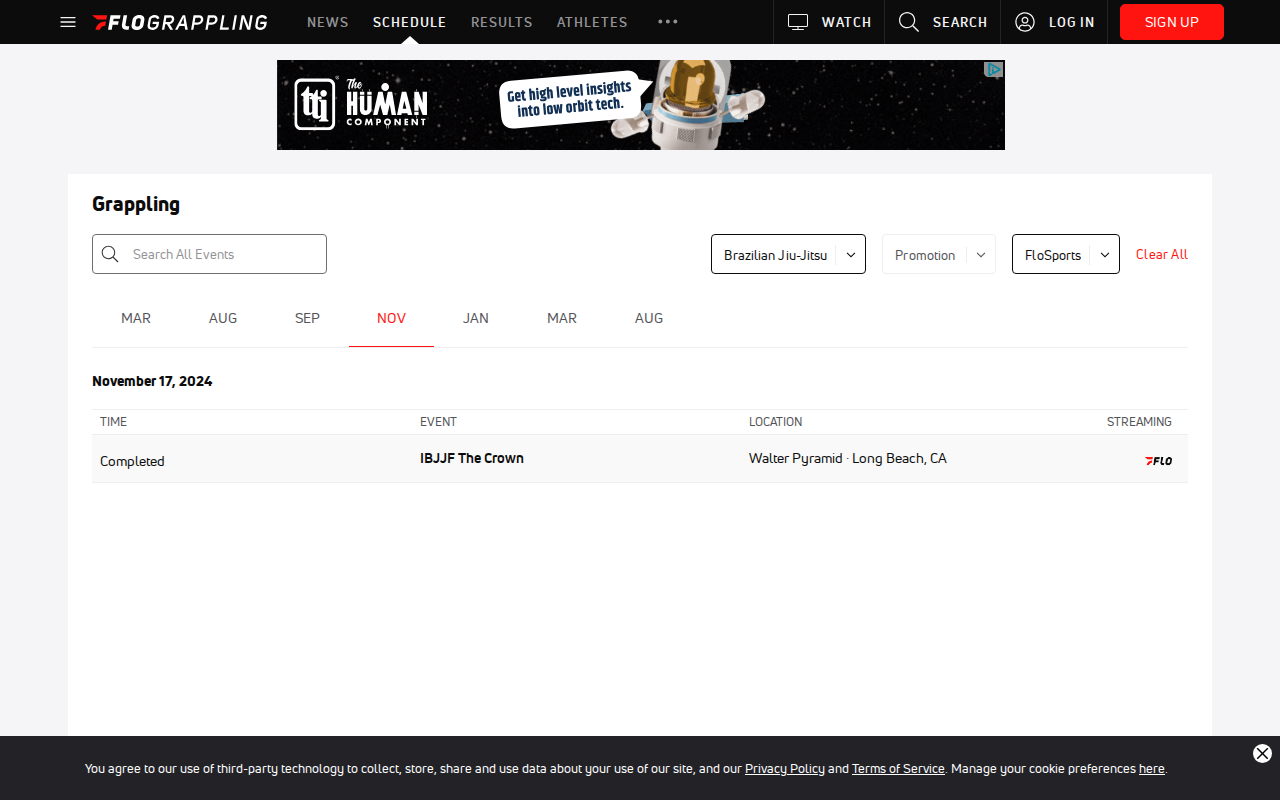 FLOGRAPPLING NEWS SCHEDULE RESULTS ATHLETES WATCH SEARCH LOG IN SIGN UP
tti The HUMAN COMPONENT
Get high level insights
into low orbit tech.
Grappling
Search All Events Brazilian Jiu-Jitsu Promotion FloSports Clear All
MAR AUG SEP NOV JAN MAR AUG
November 17, 2024
TIME EVENT LOCATION STREAMING
Completed IBJJF The Crown Walter Pyramid · Long Beach, CA FLO
You agree to our use of third-party technology to collect, store, share and use data about your use of our site, and our Privacy Policy and Terms of Service. Manage your cookie preferences here.